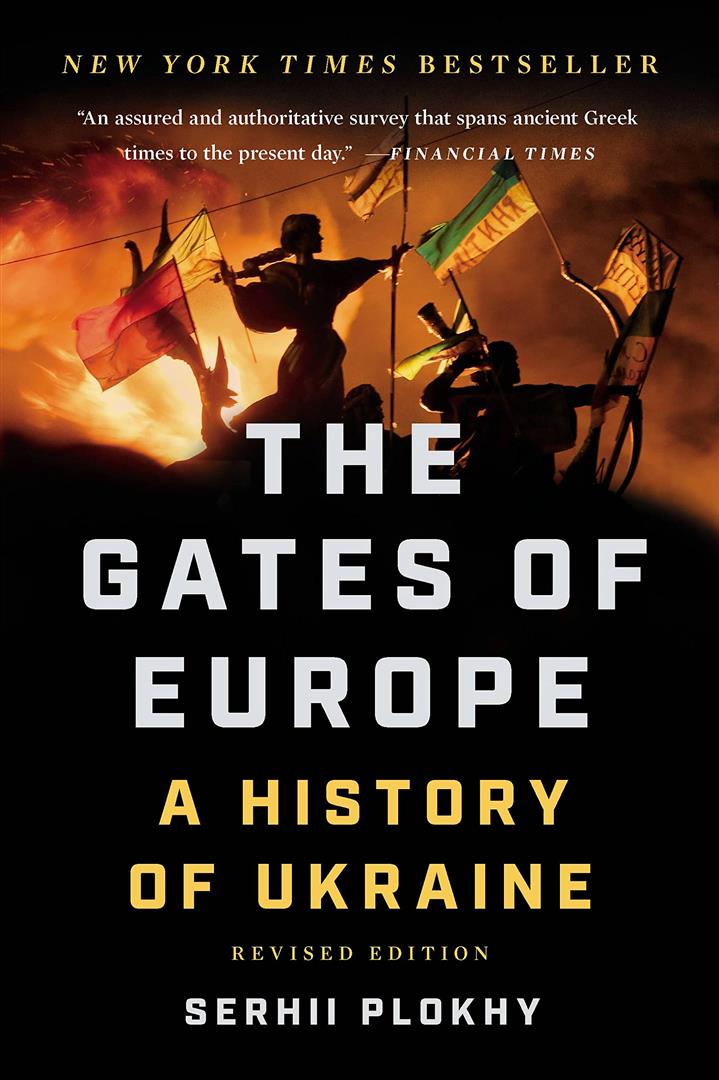 NEW YORK TIMES BESTSELLER
“An assured and authoritative survey that spans ancient Greek
times to the present day.” —FINANCIAL TIMES
THE
GATES OF
EUROPE
A HISTORY
OF UKRAINE
REVISED EDITION
SERHII PLOKHY